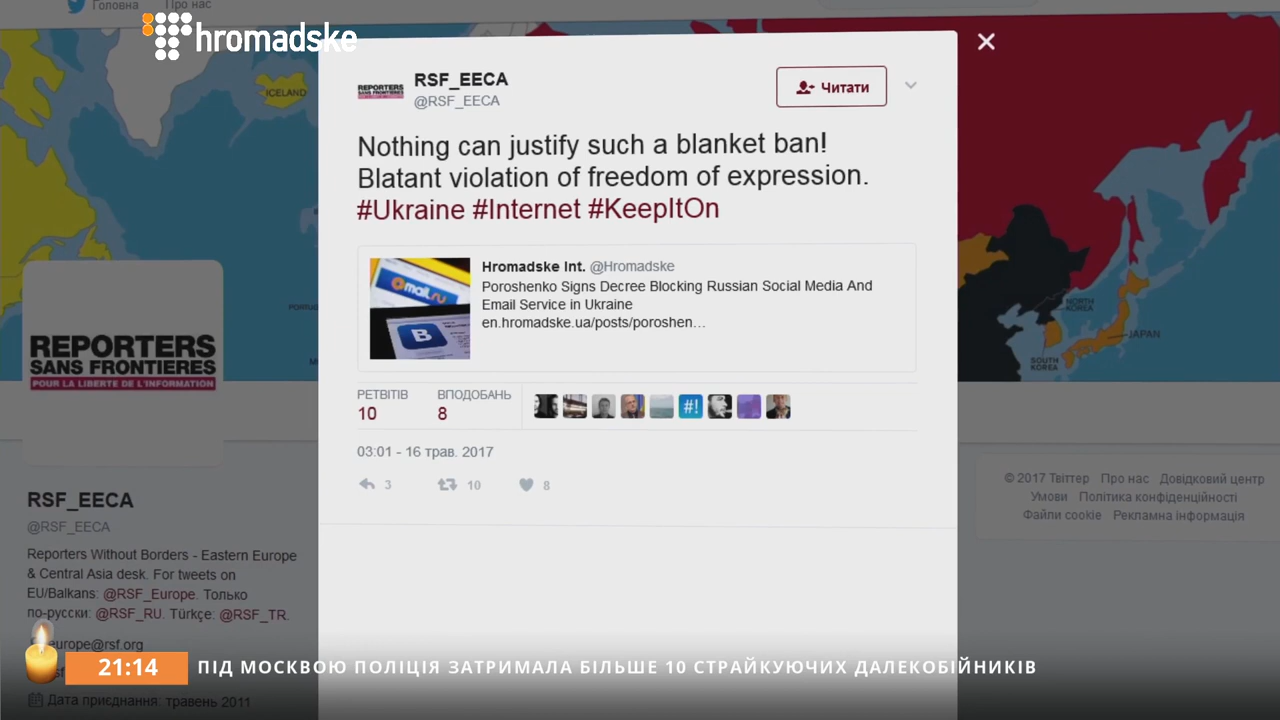 Головна Про нас
hromadske
ICELAND
RSF_EECA
@RSF_EECA
Читати
Nothing can justify such a blanket ban!
Blatant violation of freedom of expression.
#Ukraine #Internet #KeepItOn
@mail.ru
B
Hromadske Int. @Hromadske
Poroshenko Signs Decree Blocking Russian Social Media And
Email Service in Ukraine
en.hromadske.ua/posts/poroshen…
РЕТВІТІВ ВПОДОБАНЬ
10 8
#!
03:01 - 16 трав. 2017
3 10 8
NORTH
KOREA
JAPAN
SOUTH
KOREA
REPORTERS
SANS FRONTIERES
POUR LA LIBERTE DE L'INFORMATION
RSF_EECA
@RSF_EECA
Reporters Without Borders - Eastern Europe
& Central Asia desk. For tweets on
EU/Balkans: @RSF_Europe. Только
по-русски: @RSF_RU. Türkçe: @RSF_TR.
europe@rsf.org
Дата приєднання: травень 2011
© 2017 Твіттер Про нас Довідковий центр
Умови Політика конфіденційності
Файли cookie Рекламна інформація
21:14 ПІД МОСКВОЮ ПОЛІЦІЯ ЗАТРИМАЛА БІЛЬШЕ 10 СТРАЙКУЮЧИХ ДАЛЕКОБІЙНИКІВ